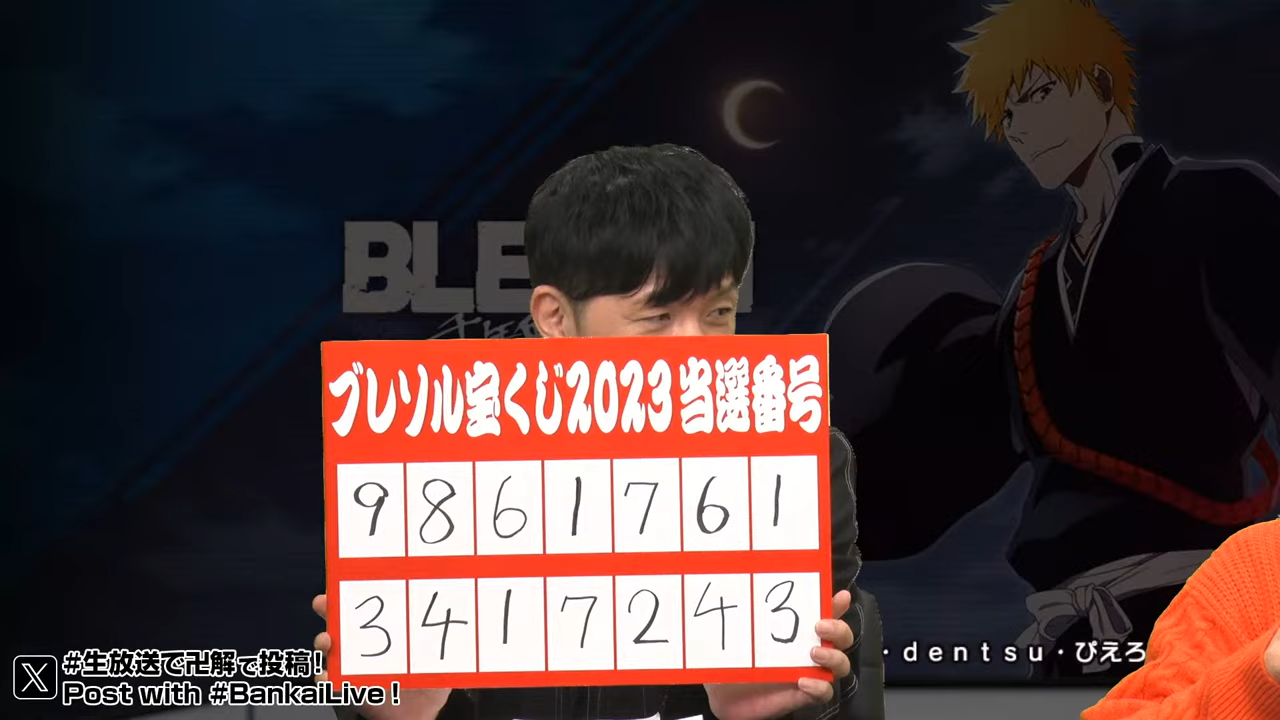 ブレソル宝くじ2023当選番号
9861761
3417243
・dentsu・ぴえろ
#生放送で卍解で投稿!
Post with #BankaiLive!